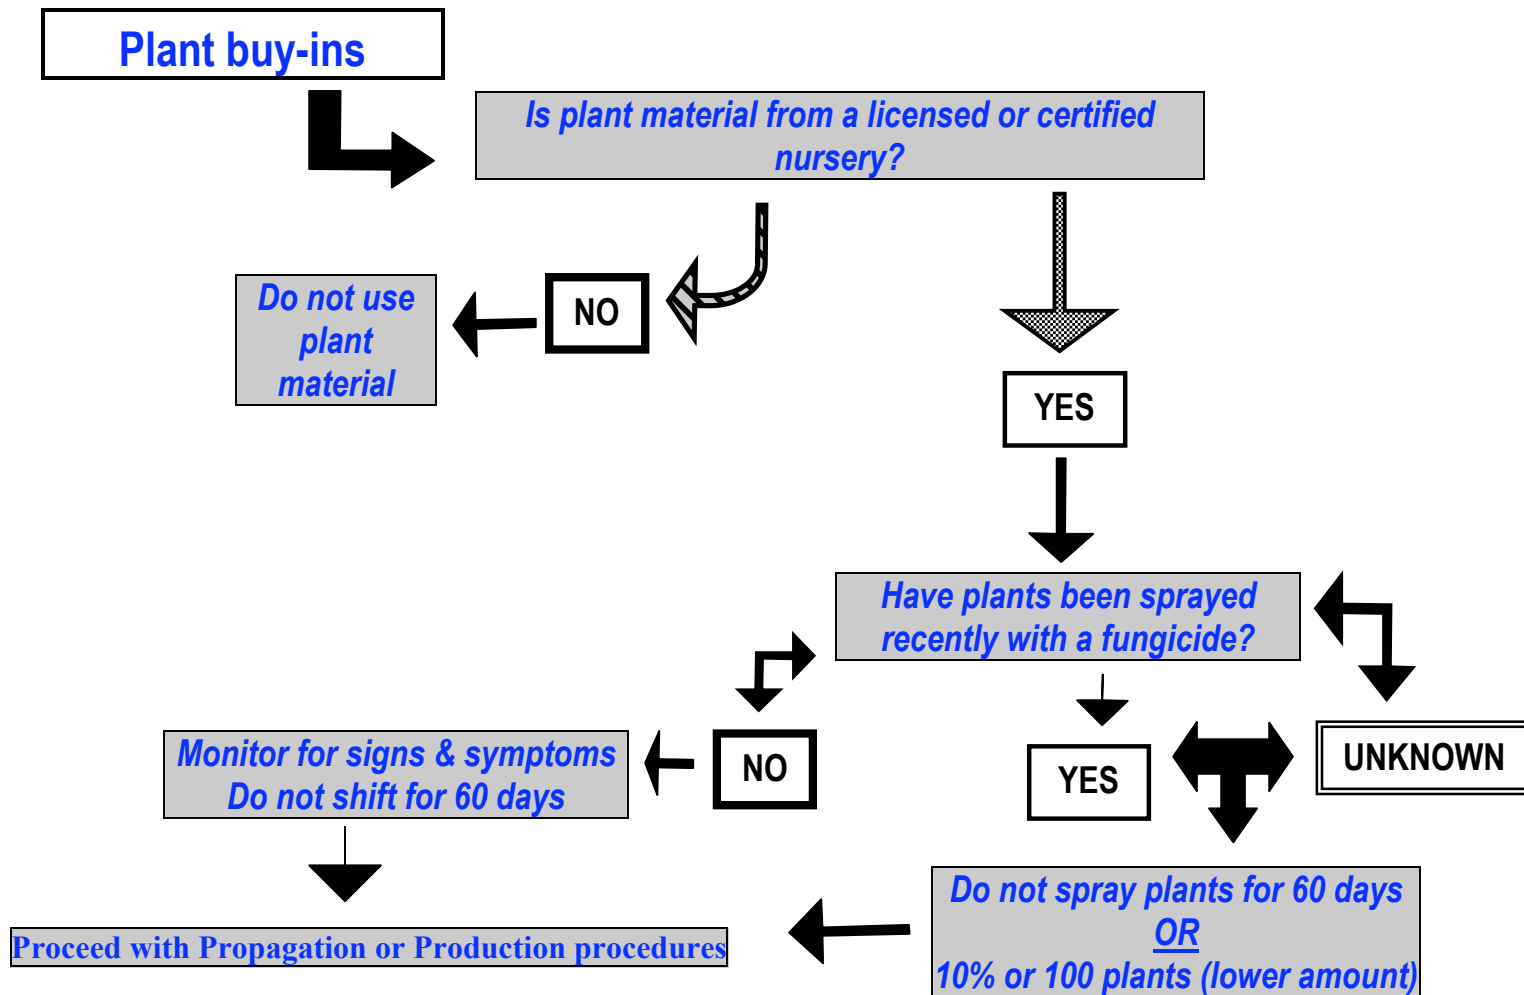 Plant buy-ins
Is plant material from a licensed or certified
nursery?
Do not use
plant
material
NO
YES
Have plants been sprayed
recently with a fungicide?
Monitor for signs & symptoms
Do not shift for 60 days
NO
YES
UNKNOWN
Do not spray plants for 60 days
OR
10% or 100 plants (lower amount)
Proceed with Propagation or Production procedures